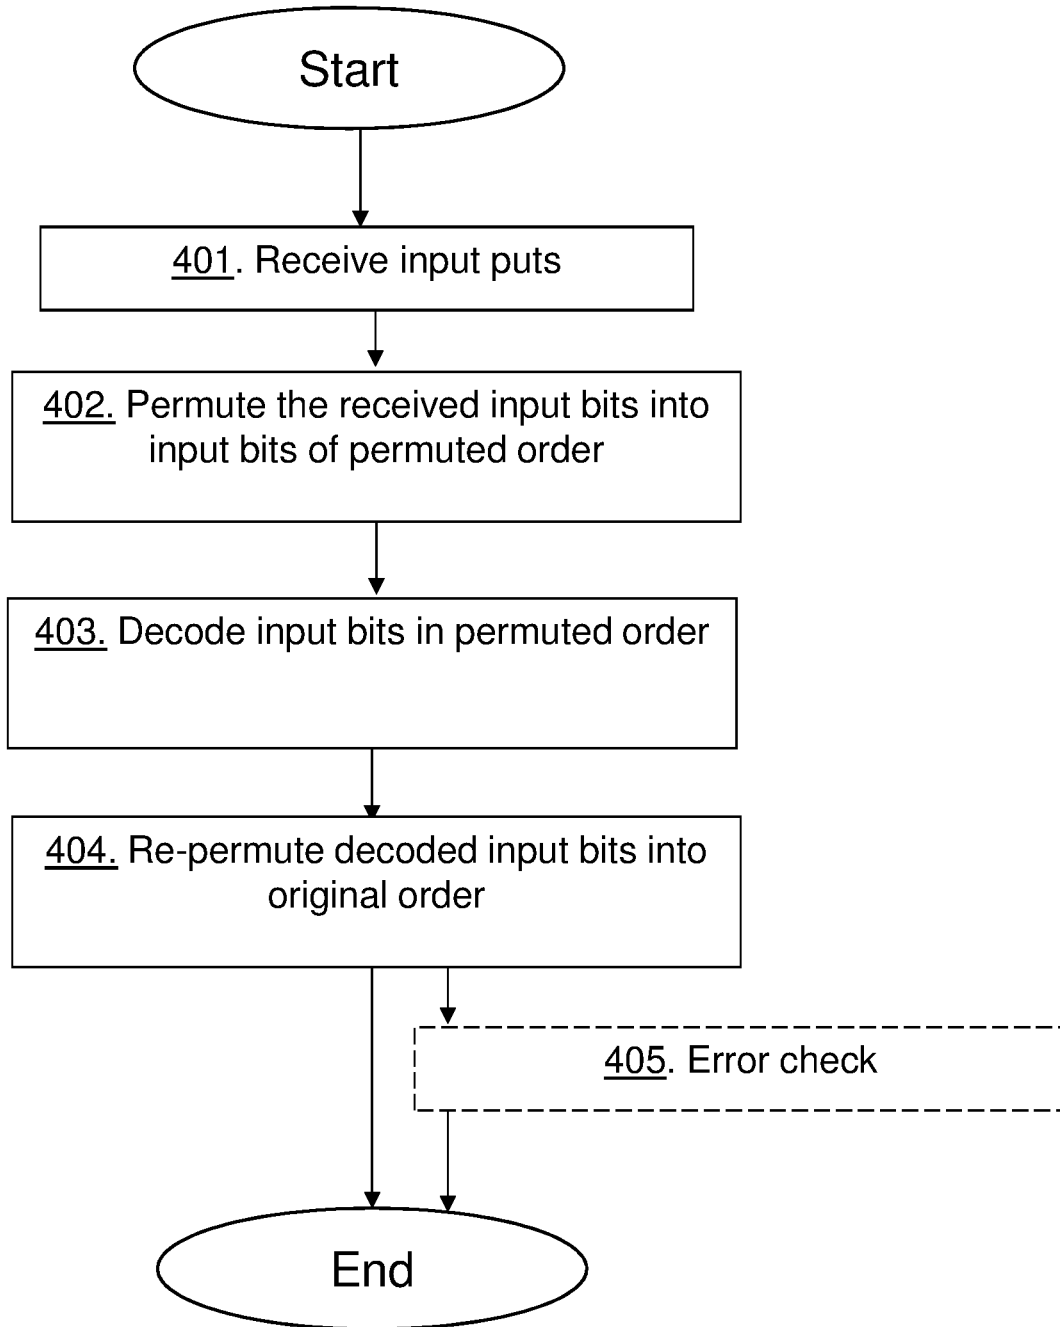 Start
401. Receive input puts
402. Permute the received input bits into
input bits of permuted order
403. Decode input bits in permuted order
404. Re-permute decoded input bits into
original order
405. Error check
End